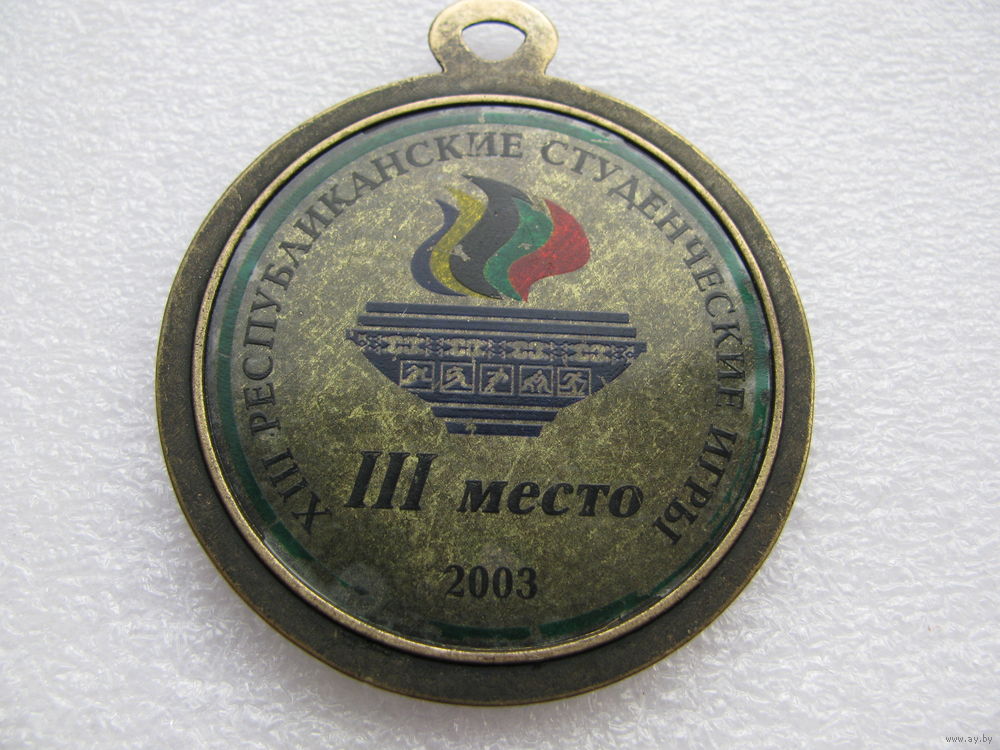 XIII РЕСПУБЛИКАНСКИЕ СТУДЕНЧЕСКИЕ ИГРЫ
III место
2003
www.ay.by